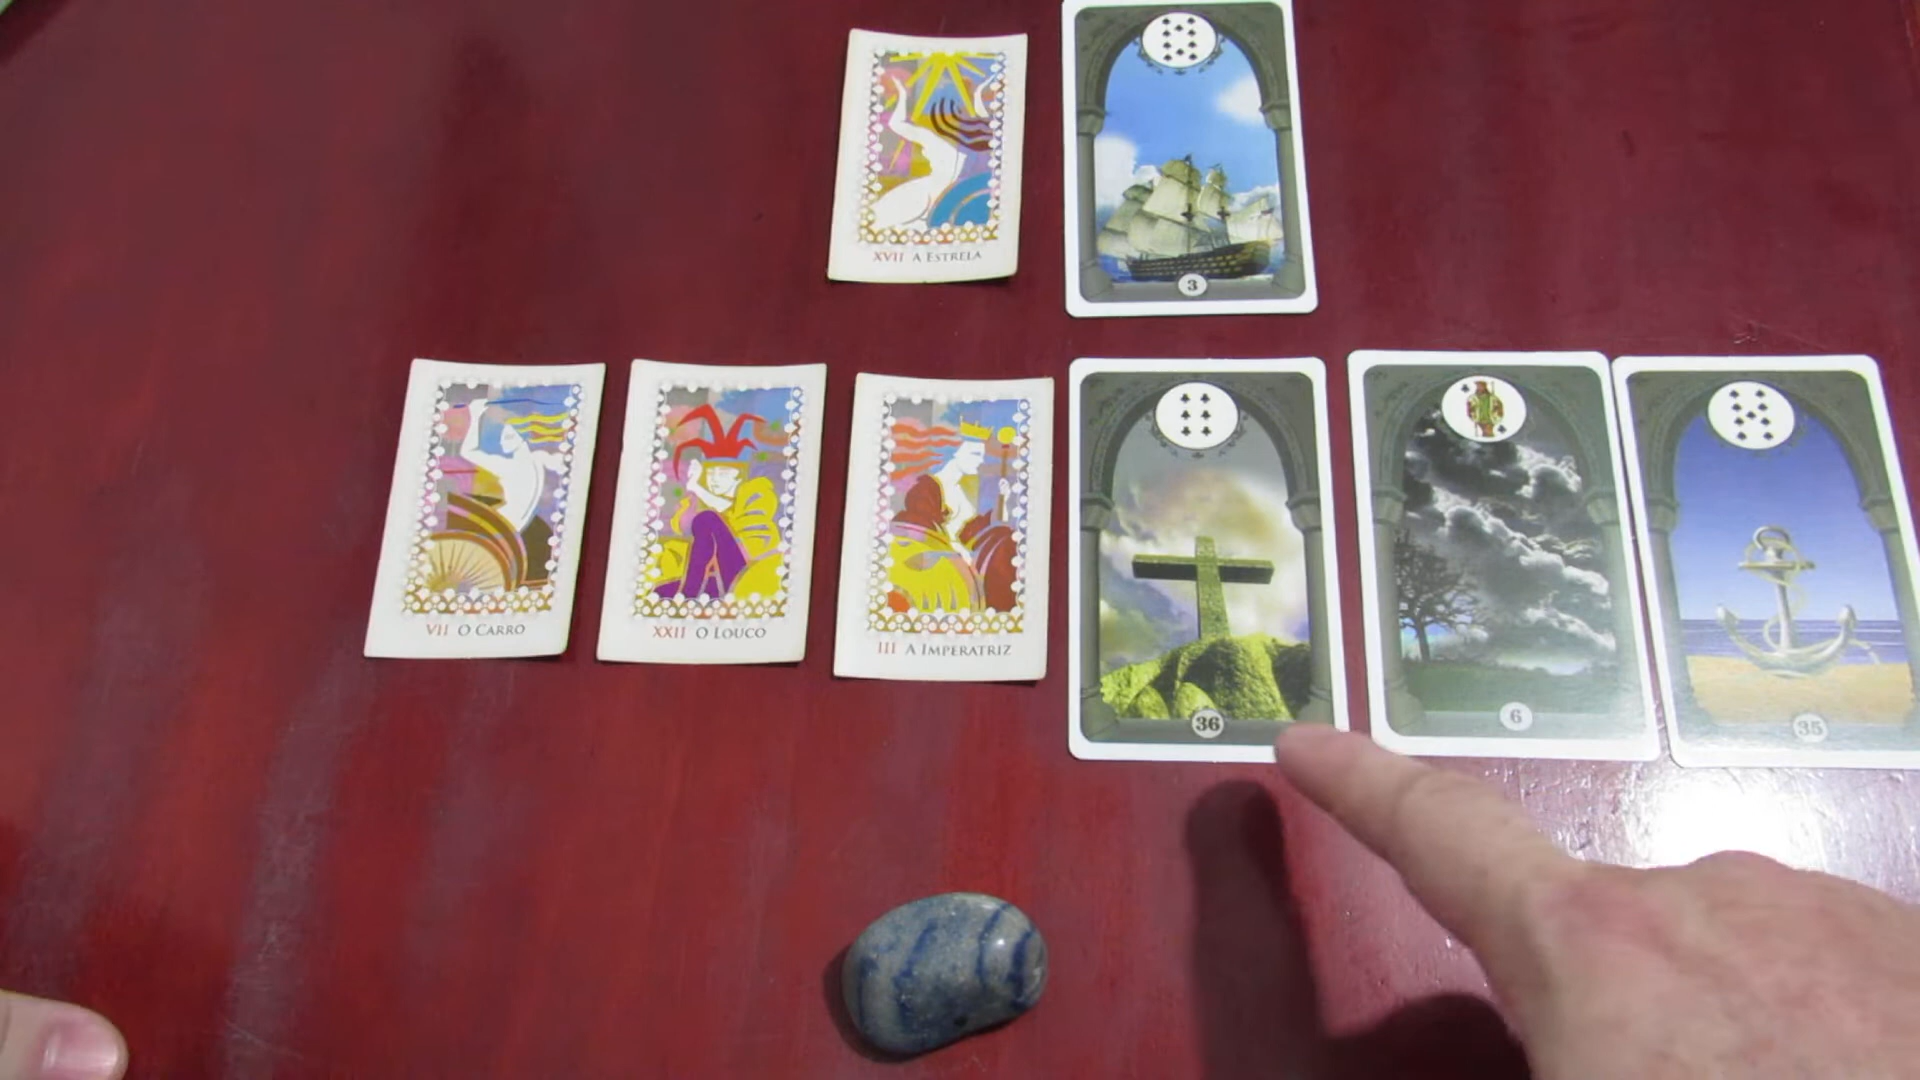 XVII A ESTRELA
3
VII O CARRO
XXII O LOUCO
III A IMPERATRIZ
36
6
35